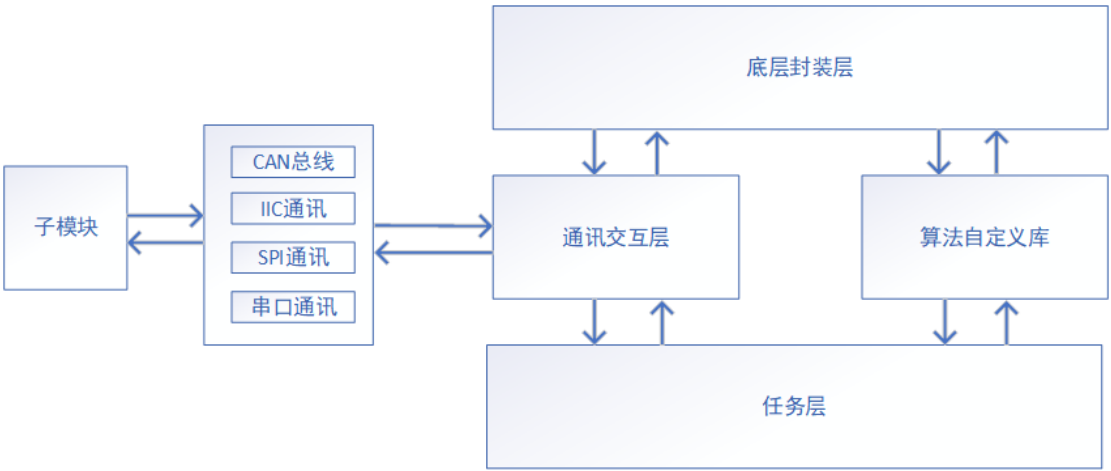 底层封装层
CAN总线
IIC通讯
SPI通讯
串口通讯
子模块
通讯交互层
算法自定义库
任务层